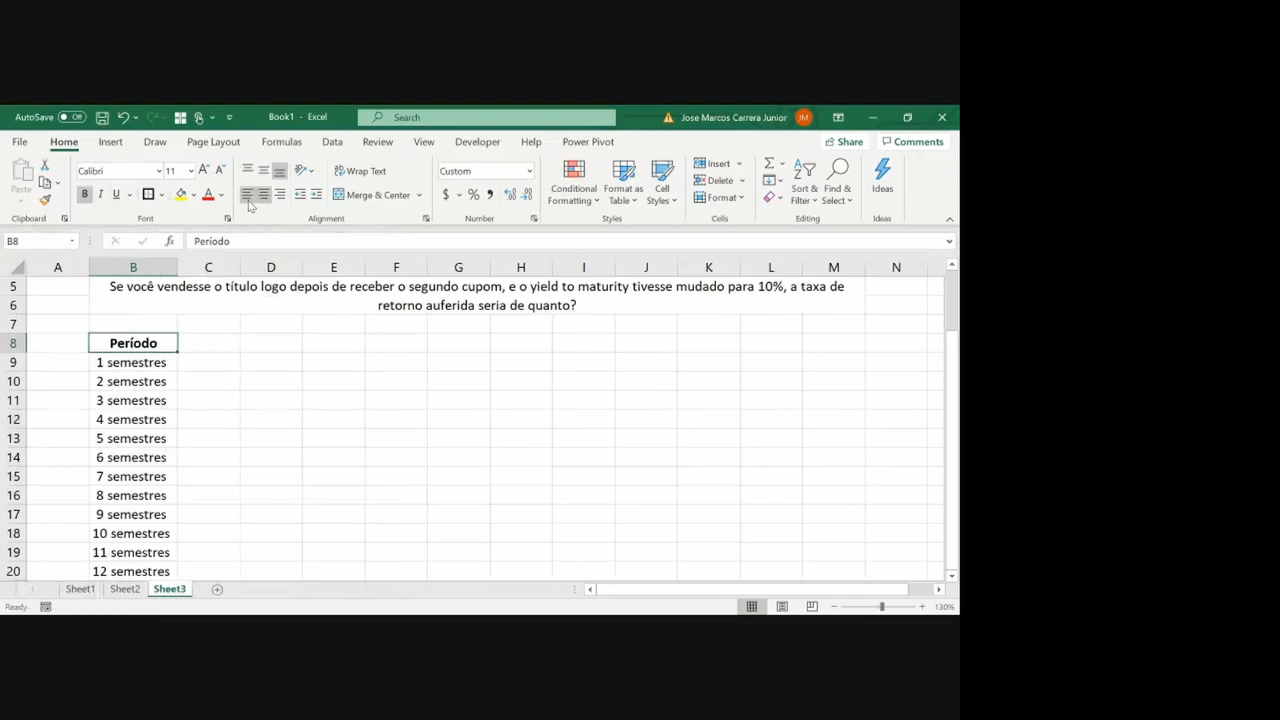 AutoSave Off Book1 - Excel Search Jose Marcos Carrera Junior JM
File Home Insert Draw Page Layout Formulas Data Review View Developer Help Power Pivot Share Comments
Paste Calibri 11 A A Wrap Text Custom Conditional Formatting Format as Table Cell Styles Insert Delete Format Sort & Filter Find & Select Ideas
B I U A Merge & Center $ %
Clipboard Font Alignment Number Styles Cells Editing Ideas
B8 fx Período
A B C D E F G H I J K L M N
5 Se você vendesse o título logo depois de receber o segundo cupom, e o yield to maturity tivesse mudado para 10%, a taxa de
6 retorno auferida seria de quanto?
7
8 Período
9 1 semestres
10 2 semestres
11 3 semestres
12 4 semestres
13 5 semestres
14 6 semestres
15 7 semestres
16 8 semestres
17 9 semestres
18 10 semestres
19 11 semestres
20 12 semestres
Sheet1 Sheet2 Sheet3
Ready 130%